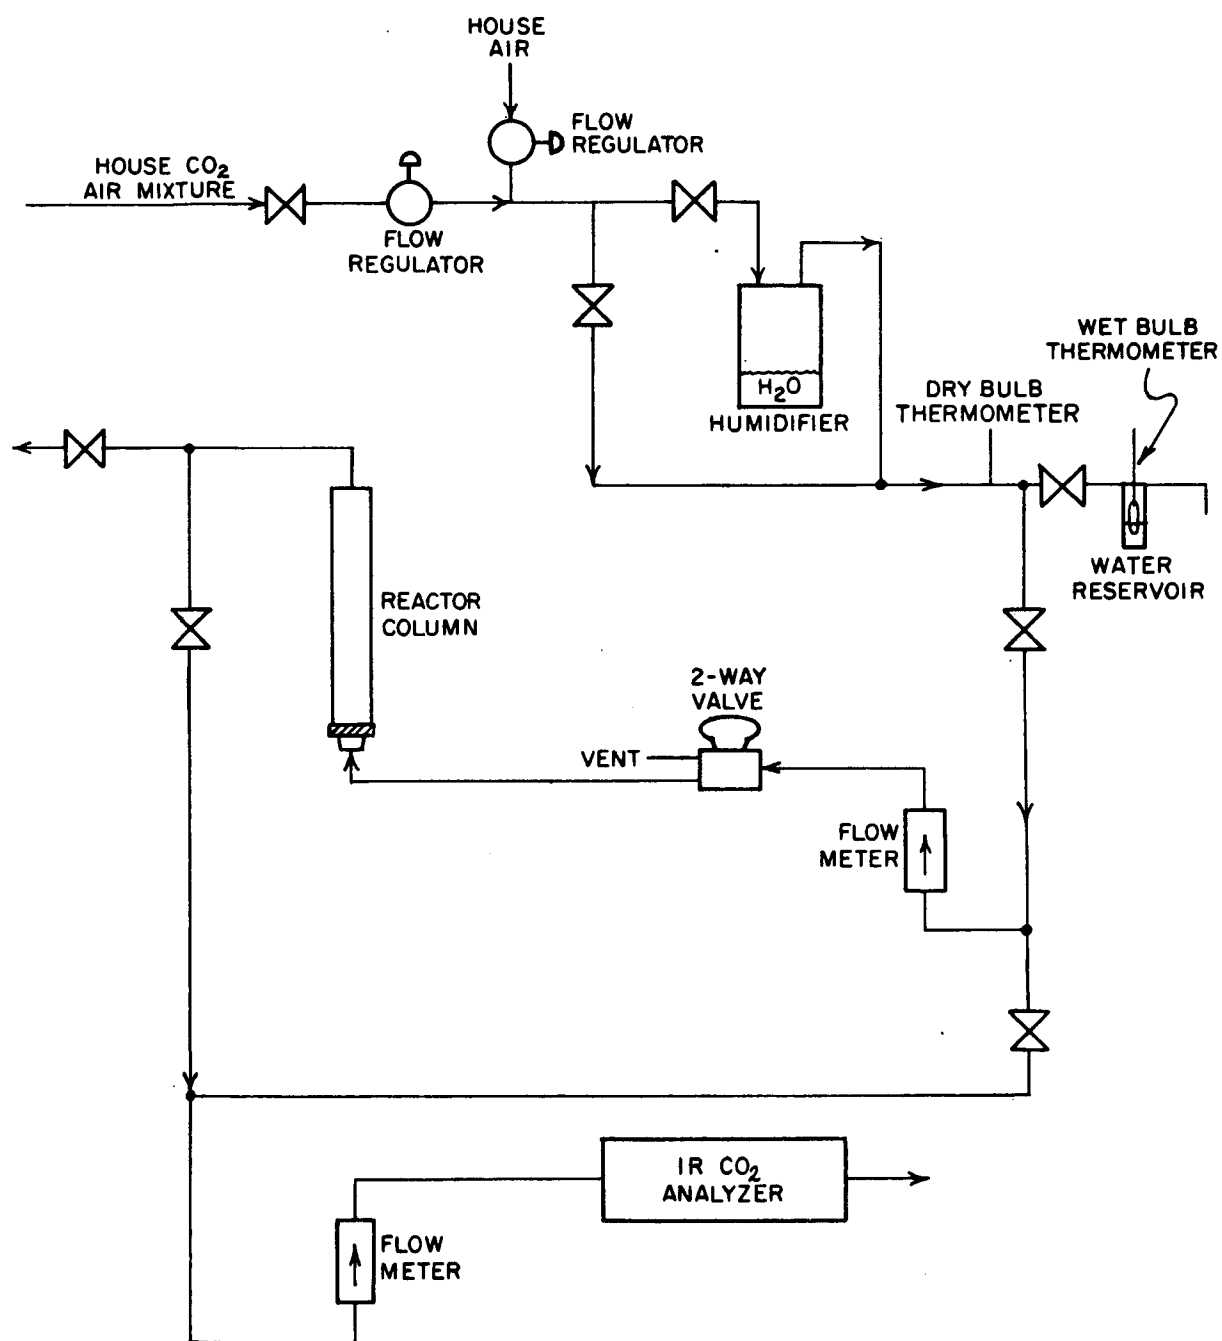 HOUSE
AIR
FLOW
REGULATOR
HOUSE CO₂
AIR MIXTURE
FLOW
REGULATOR
WET BULB
THERMOMETER
DRY BULB
THERMOMETER
H₂O
HUMIDIFIER
WATER
RESERVOIR
REACTOR
COLUMN
2-WAY
VALVE
VENT
FLOW
METER
IR CO₂
ANALYZER
FLOW
METER